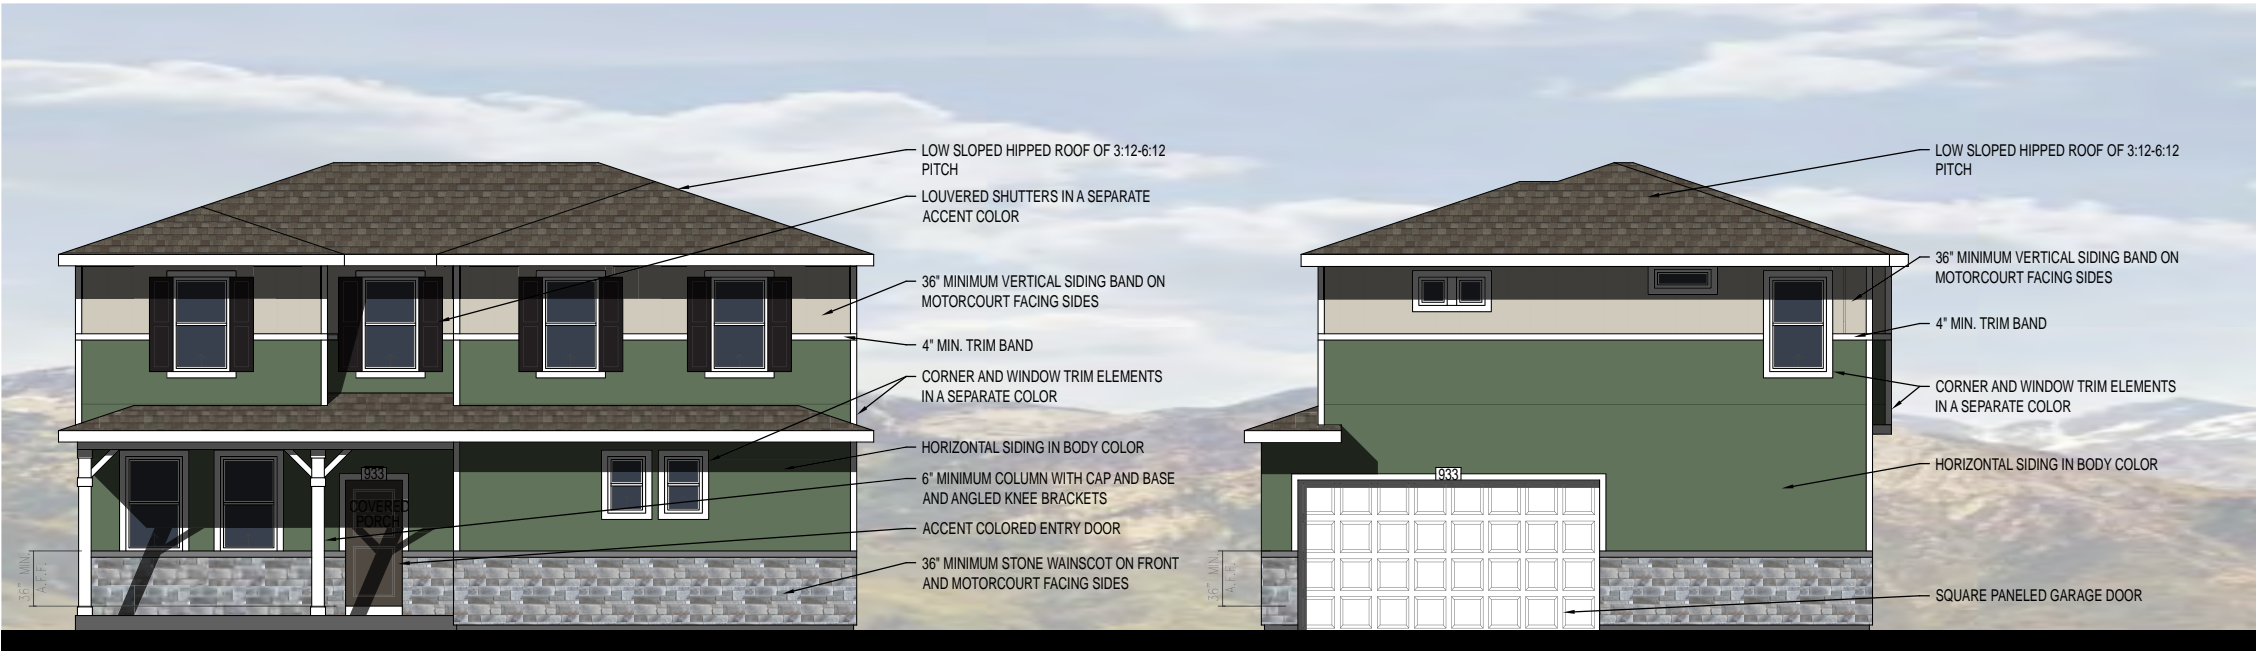 LOW SLOPED HIPPED ROOF OF 3:12-6:12
PITCH
LOUVERED SHUTTERS IN A SEPARATE
ACCENT COLOR
36" MINIMUM VERTICAL SIDING BAND ON
MOTORCOURT FACING SIDES
4" MIN. TRIM BAND
CORNER AND WINDOW TRIM ELEMENTS
IN A SEPARATE COLOR
HORIZONTAL SIDING IN BODY COLOR
6" MINIMUM COLUMN WITH CAP AND BASE
AND ANGLED KNEE BRACKETS
ACCENT COLORED ENTRY DOOR
36" MINIMUM STONE WAINSCOT ON FRONT
AND MOTORCOURT FACING SIDES
933
COVERED
PORCH
36" MIN.
A.F.F.
LOW SLOPED HIPPED ROOF OF 3:12-6:12
PITCH
36" MINIMUM VERTICAL SIDING BAND ON
MOTORCOURT FACING SIDES
4" MIN. TRIM BAND
CORNER AND WINDOW TRIM ELEMENTS
IN A SEPARATE COLOR
HORIZONTAL SIDING IN BODY COLOR
SQUARE PANELED GARAGE DOOR
933
36" MIN.
A.F.F.